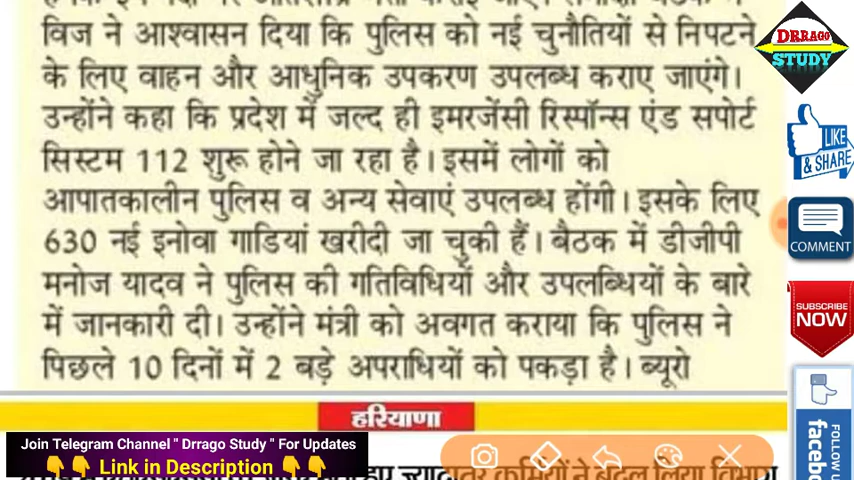 विज ने आश्वासन दिया कि पुलिस को नई चुनौतियों से निपटने
के लिए वाहन और आधुनिक उपकरण उपलब्ध कराए जाएंगे।
उन्होंने कहा कि प्रदेश में जल्द ही इमरजेंसी रिस्पॉन्स एंड सपोर्ट
सिस्टम 112 शुरू होने जा रहा है। इसमें लोगों को
आपातकालीन पुलिस व अन्य सेवाएं उपलब्ध होंगी। इसके लिए
630 नई इनोवा गाडियां खरीदी जा चुकी हैं। बैठक में डीजीपी
मनोज यादव ने पुलिस की गतिविधियों और उपलब्धियों के बारे
में जानकारी दी। उन्होंने मंत्री को अवगत कराया कि पुलिस ने
पिछले 10 दिनों में 2 बड़े अपराधियों को पकड़ा है। ब्यूरो
हरियाणा
ज्यादातर कर्मियों ने बदल लिया विभाग
Join Telegram Channel " Drrago Study " For Updates
Link in Description
DRRAGO
STUDY
LIKE
& SHARE
COMMENT
SUBSCRIBE
NOW
FOLLOW U
facebo